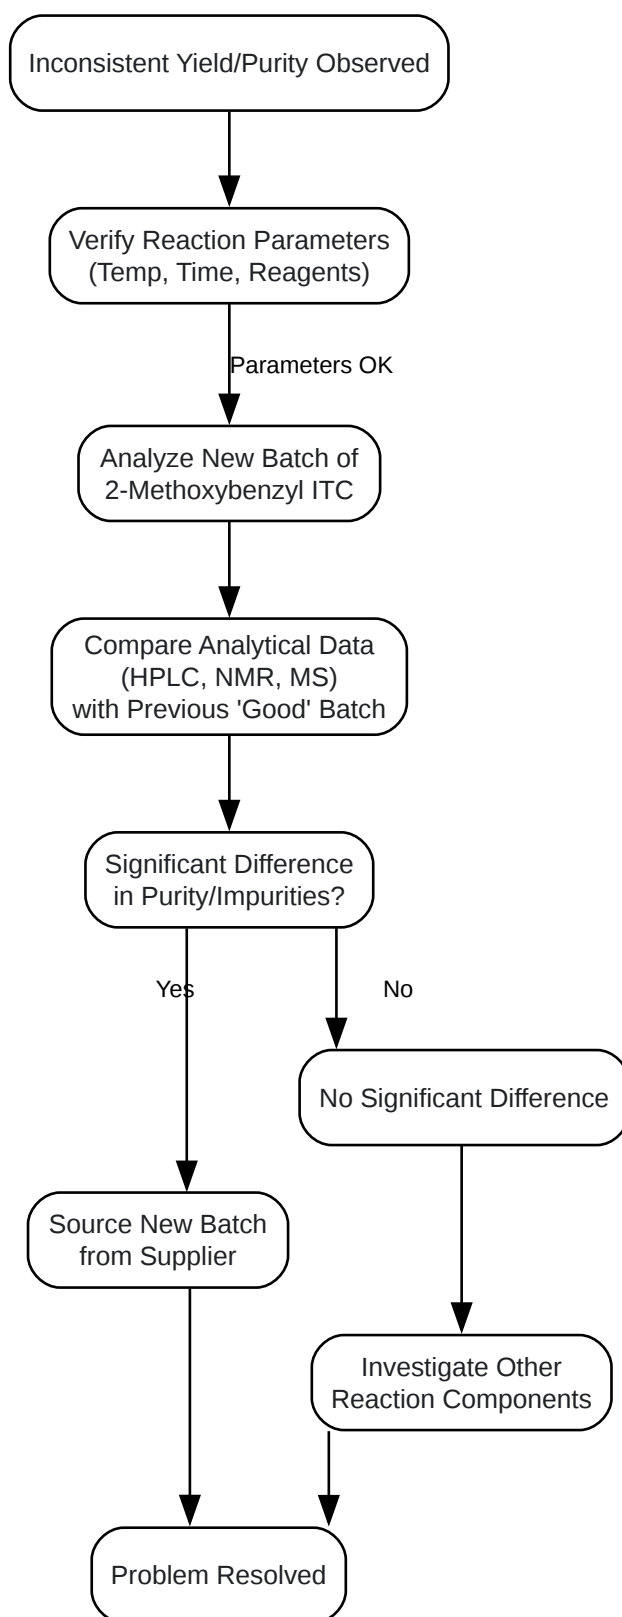 Inconsistent Yield/Purity Observed
Verify Reaction Parameters
(Temp, Time, Reagents)
Parameters OK
Analyze New Batch of
2-Methoxybenzyl ITC
Compare Analytical Data
(HPLC, NMR, MS)
with Previous 'Good' Batch
Significant Difference
in Purity/Impurities?
Yes
No
No Significant Difference
Source New Batch
from Supplier
Investigate Other
Reaction Components
Problem Resolved